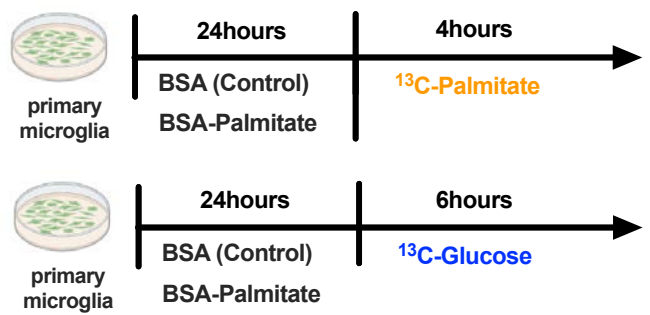 24hours 4hours
BSA (Control) ¹³C-Palmitate
BSA-Palmitate
primary
microglia
24hours 6hours
BSA (Control) ¹³C-Glucose
BSA-Palmitate
primary
microglia